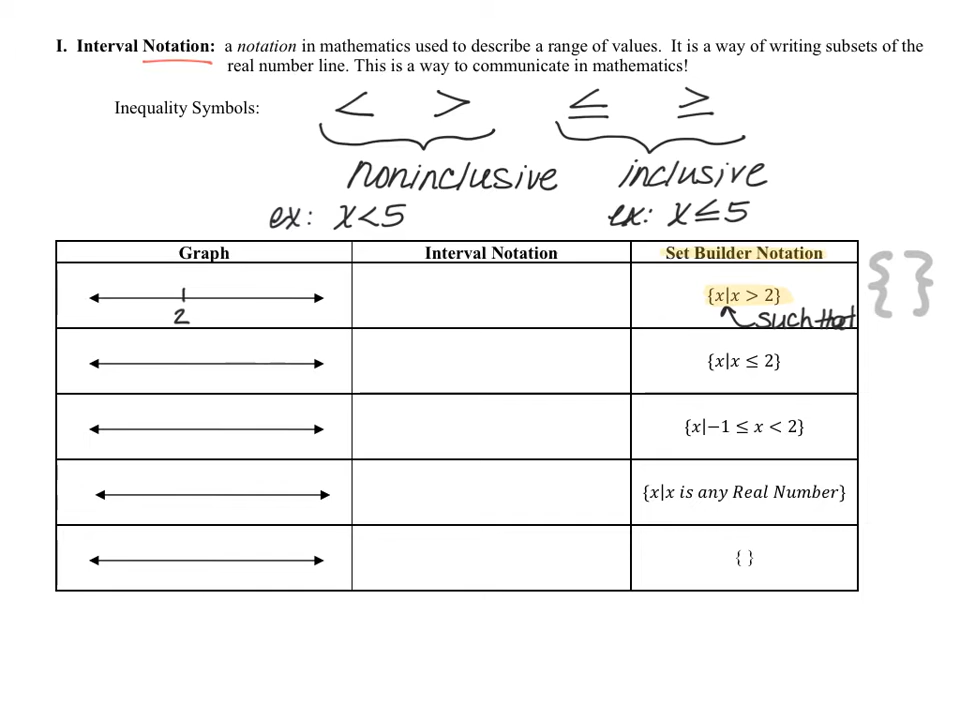 I. Interval Notation: a notation in mathematics used to describe a range of values. It is a way of writing subsets of the
real number line. This is a way to communicate in mathematics!
Inequality Symbols: < > ≤ ≥
noninclusive inclusive
ex: x<5 ex: x≤5
Graph Interval Notation Set Builder Notation { }
{x|x > 2}
2 such that
{x|x ≤ 2}
{x|−1 ≤ x < 2}
{x|x is any Real Number}
{ }